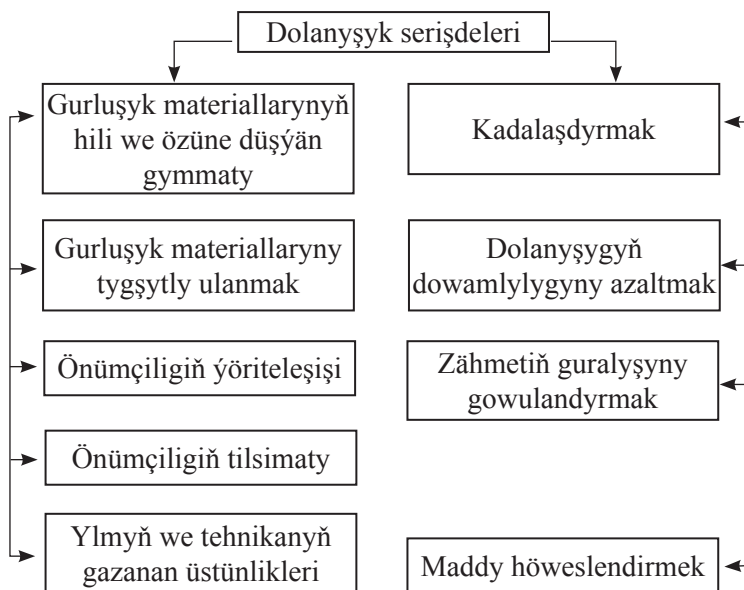 Dolanyşyk serişdeleri
Gurluşyk materiallarynyň
hili we özüne düşýän
gymmaty
Kadalaşdyrmak
Gurluşyk materiallaryny
tygşytly ulanmak
Dolanyşygyň
dowamlylygyny azaltmak
Önümçiligiň ýöriteleşişi
Zähmetiň guralyşyny
gowulandyrmak
Önümçiligiň tilsimaty
Ylmyň we tehnikanyň
gazanan üstünlikleri
Maddy höweslendirmek